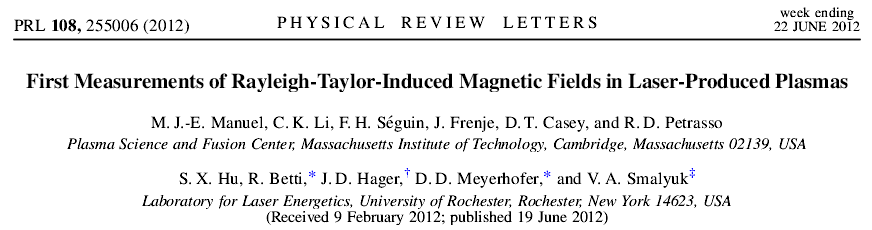 PRL 108, 255006 (2012) PHYSICAL REVIEW LETTERS week ending 22 JUNE 2012
First Measurements of Rayleigh-Taylor-Induced Magnetic Fields in Laser-Produced Plasmas
M. J.-E. Manuel, C. K. Li, F. H. Séguin, J. Frenje, D. T. Casey, and R. D. Petrasso
Plasma Science and Fusion Center, Massachusetts Institute of Technology, Cambridge, Massachusetts 02139, USA
S. X. Hu, R. Betti,* J. D. Hager,† D. D. Meyerhofer,* and V. A. Smalyuk‡
Laboratory for Laser Energetics, University of Rochester, Rochester, New York 14623, USA
(Received 9 February 2012; published 19 June 2012)